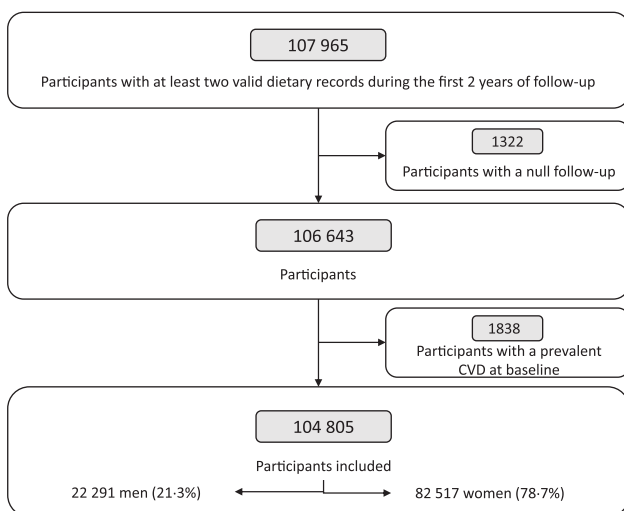 107 965
Participants with at least two valid dietary records during the first 2 years of follow-up
1322
Participants with a null follow-up
106 643
Participants
1838
Participants with a prevalent
CVD at baseline
104 805
Participants included
22 291 men (21·3%)
82 517 women (78·7%)